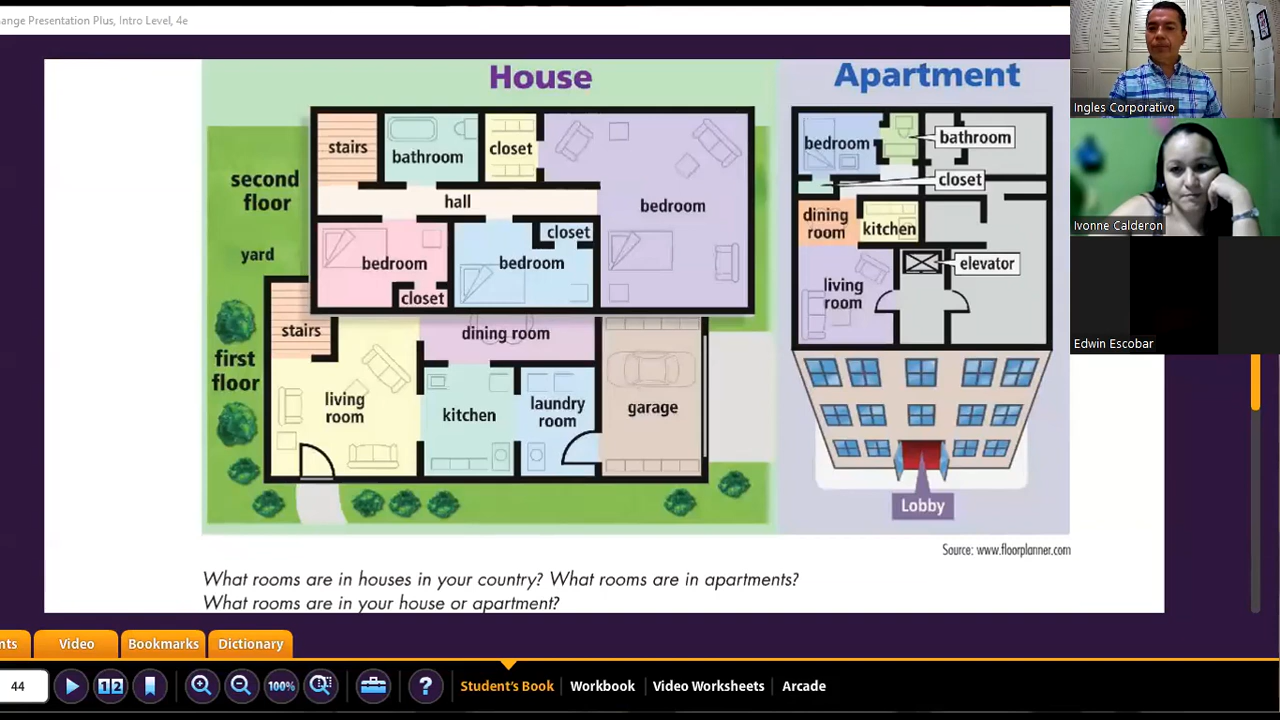 ange Presentation Plus, Intro Level, 4e
House
Apartment
second
floor
yard
first
floor
stairs
bathroom
closet
hall
bedroom
bedroom
closet
bedroom
closet
stairs
dining room
living
room
kitchen
laundry
room
garage
bedroom
bathroom
closet
dining
room
kitchen
living
room
elevator
Lobby
Source: www.floorplanner.com
What rooms are in houses in your country? What rooms are in apartments?
What rooms are in your house or apartment?
Ingles Corporativo
Ivonne Calderon
Edwin Escobar
nts
Video
Bookmarks
Dictionary
44
1 2
100%
?
Student's Book
Workbook
Video Worksheets
Arcade